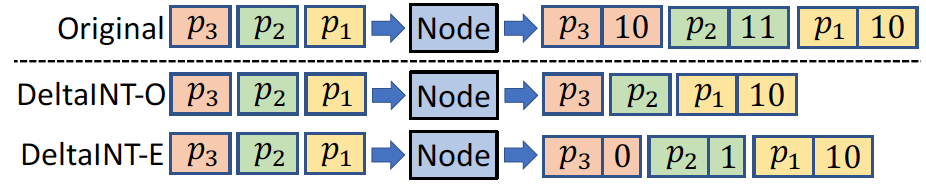 Original p3 p2 p1 Node p3 10 p2 11 p1 10
DeltaINT-O p3 p2 p1 Node p3 p2 p1 10
DeltaINT-E p3 p2 p1 Node p3 0 p2 1 p1 10